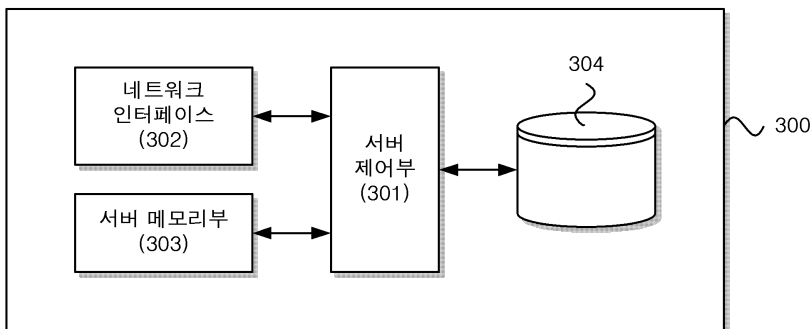 네트워크
인터페이스
(302)
서버 메모리부
(303)
서버
제어부
(301)
304
300